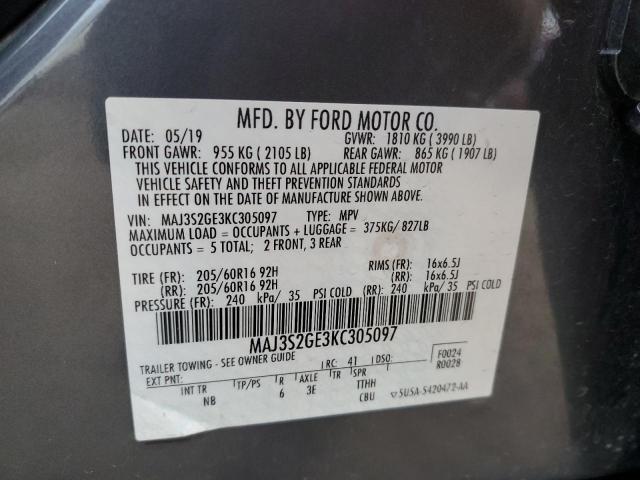 MFD. BY FORD MOTOR CO.
DATE: 05/19 GVWR: 1810 KG (3990 LB)
FRONT GAWR: 955 KG (2105 LB) REAR GAWR: 865 KG (1907 LB)
THIS VEHICLE CONFORMS TO ALL APPLICABLE FEDERAL MOTOR
VEHICLE SAFETY AND THEFT PREVENTION STANDARDS
IN EFFECT ON THE DATE OF MANUFACTURE SHOWN ABOVE.
VIN: MAJ3S2GE3KC305097 TYPE: MPV
MAXIMUM LOAD = OCCUPANTS + LUGGAGE = 375KG/ 827LB
OCCUPANTS = 5 TOTAL; 2 FRONT, 3 REAR
TIRE (FR): 205/60R16 92H RIMS (FR): 16x6.5J
(RR): 205/60R16 92H (RR): 16x6.5J
PRESSURE (FR): 240 kPa/ 35 PSI COLD (RR): 240 kPa/ 35 PSI COLD
MAJ3S2GE3KC305097
TRAILER TOWING - SEE OWNER GUIDE
EXT PNT: RC: 41 DSO: F0024
R0028
INT TR TP/PS R AXLE TR SPR
NB 6 3E TTHH
CBU 5USA-S420472-AA